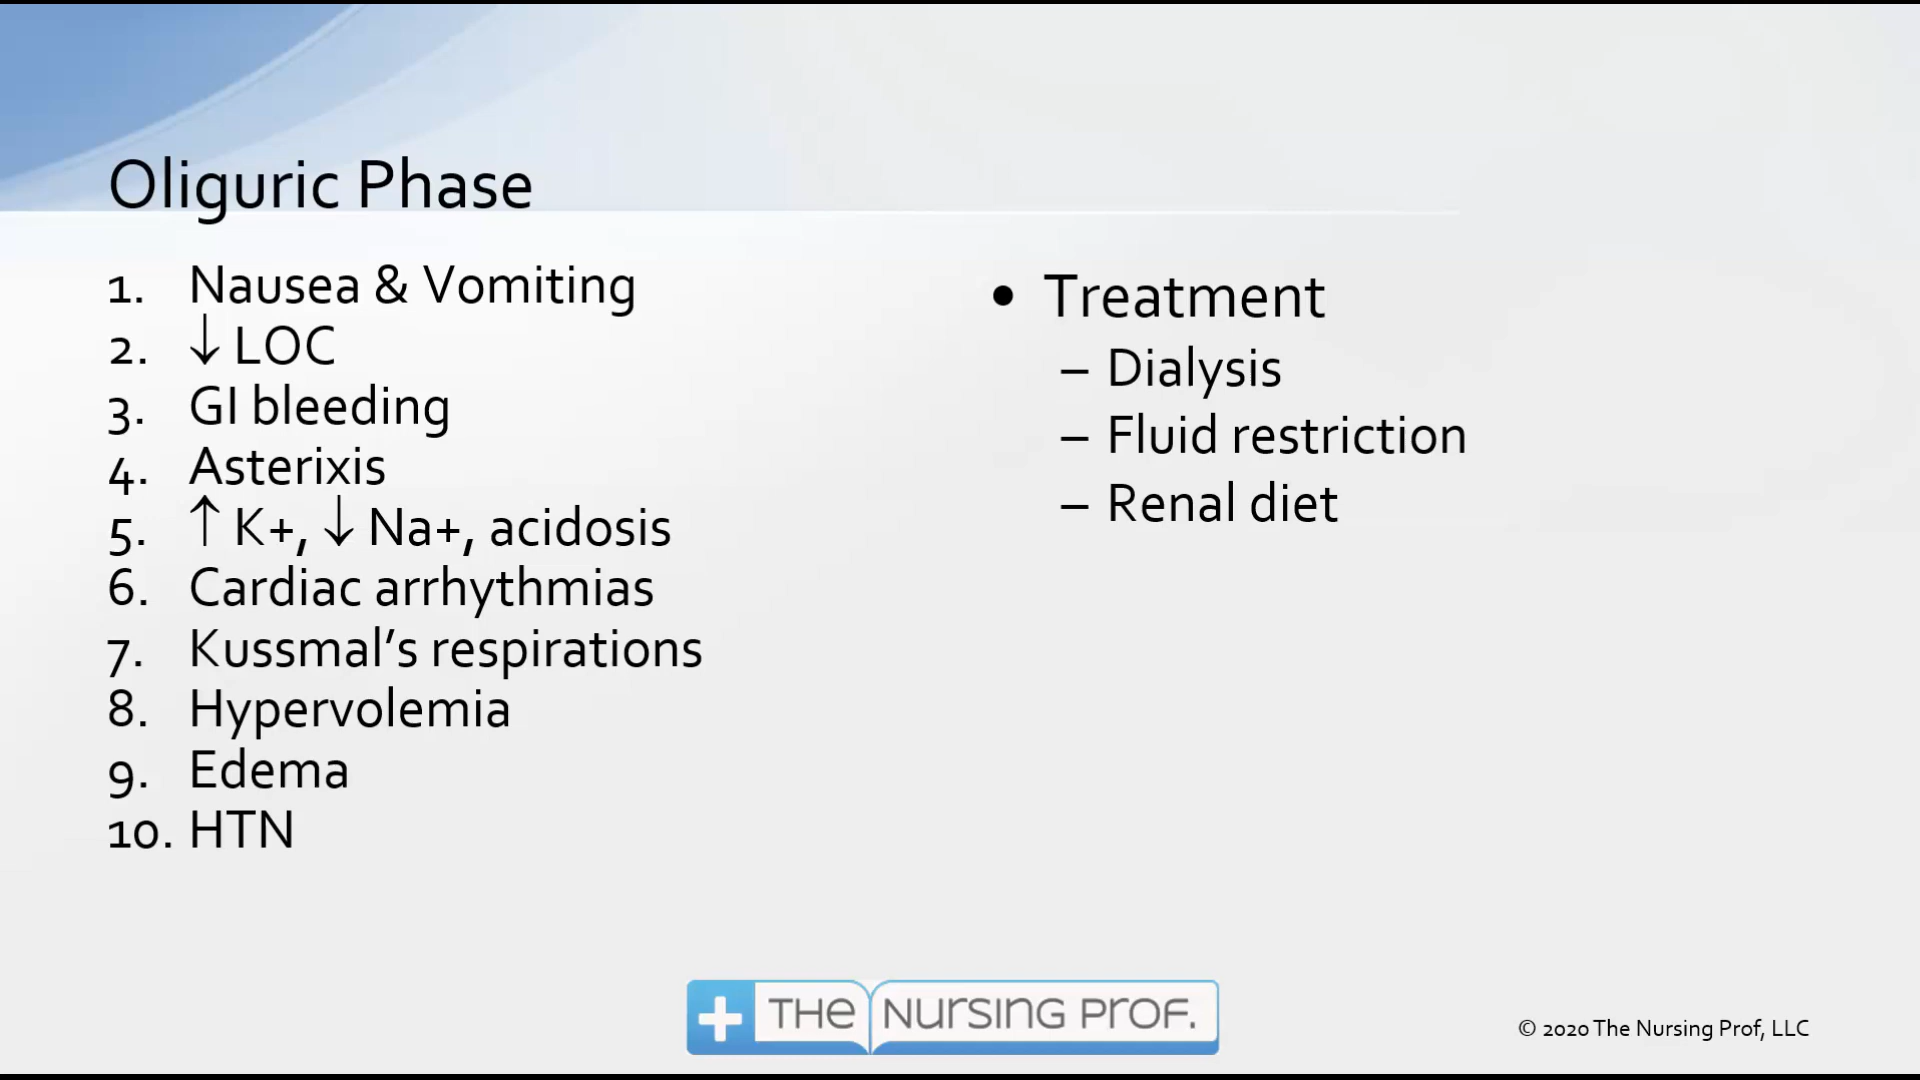 Oliguric Phase
1. Nausea & Vomiting
2. ↓ LOC
3. GI bleeding
4. Asterixis
5. ↑ K+, ↓ Na+, acidosis
6. Cardiac arrhythmias
7. Kussmal’s respirations
8. Hypervolemia
9. Edema
10. HTN
• Treatment
– Dialysis
– Fluid restriction
– Renal diet
THE NURSING PROF.
© 2020 The Nursing Prof, LLC